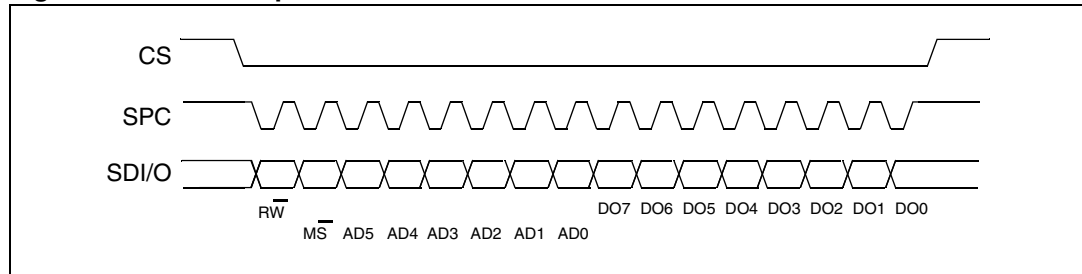 CS
SPC
SDI/O
RW DO7 DO6 DO5 DO4 DO3 DO2 DO1 DO0
MS AD5 AD4 AD3 AD2 AD1 AD0